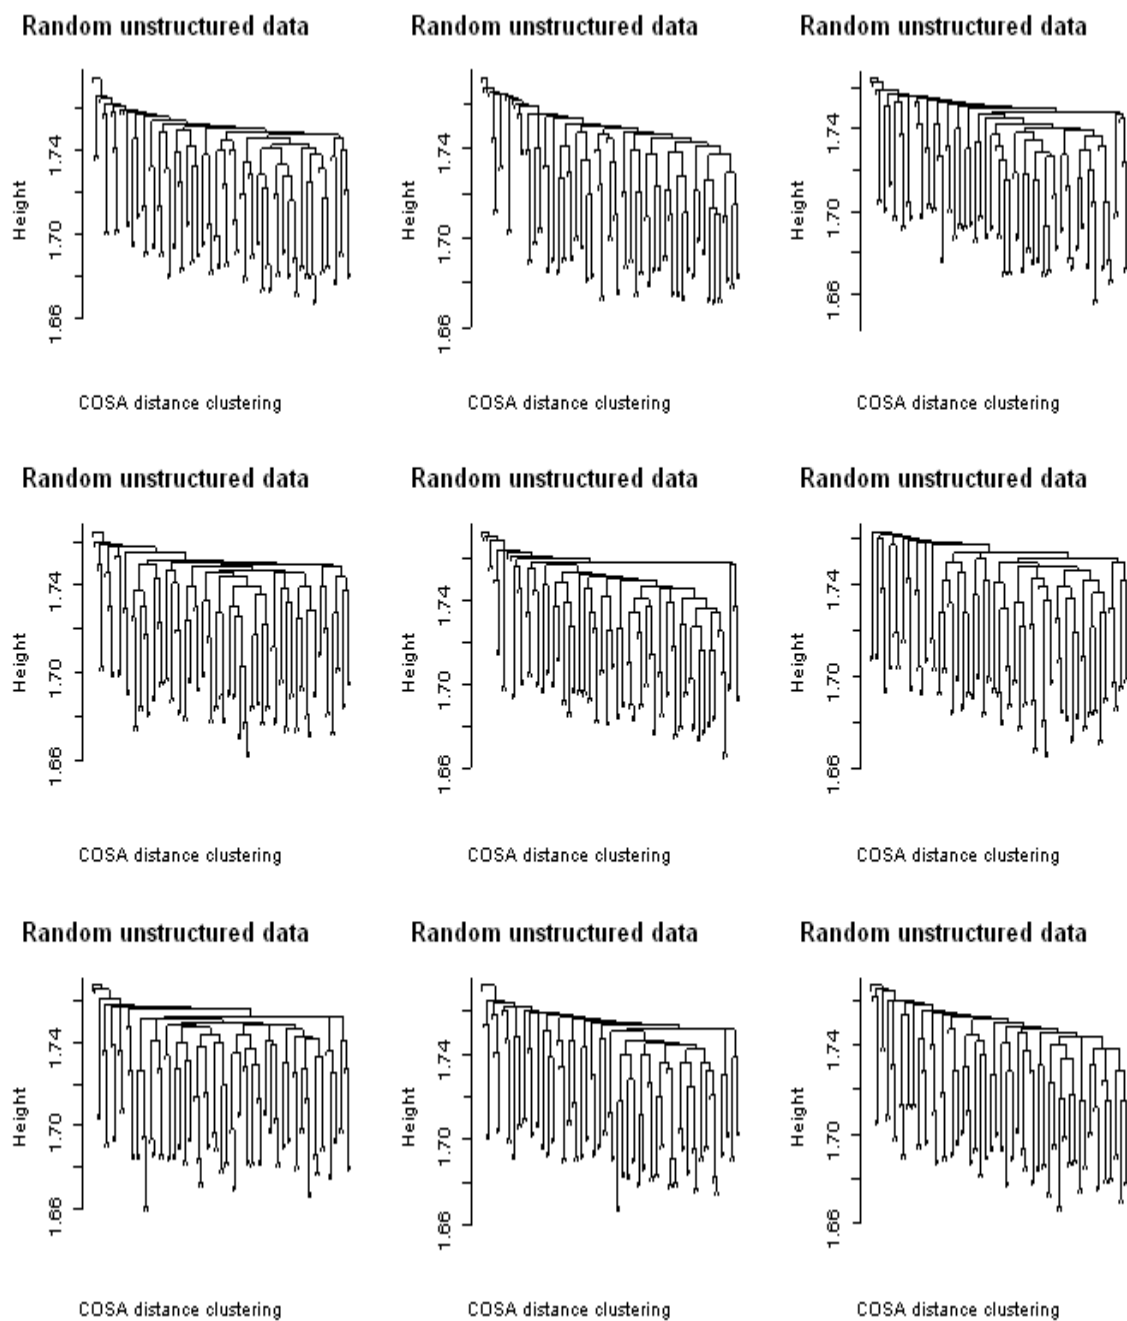 Random unstructured data Random unstructured data Random unstructured data
Height 1.66 1.70 1.74 Height 1.66 1.70 1.74 Height 1.66 1.70 1.74
COSA distance clustering COSA distance clustering COSA distance clustering
Random unstructured data Random unstructured data Random unstructured data
Height 1.66 1.70 1.74 Height 1.66 1.70 1.74 Height 1.66 1.70 1.74
COSA distance clustering COSA distance clustering COSA distance clustering
Random unstructured data Random unstructured data Random unstructured data
Height 1.66 1.70 1.74 Height 1.66 1.70 1.74 Height 1.66 1.70 1.74
COSA distance clustering COSA distance clustering COSA distance clustering